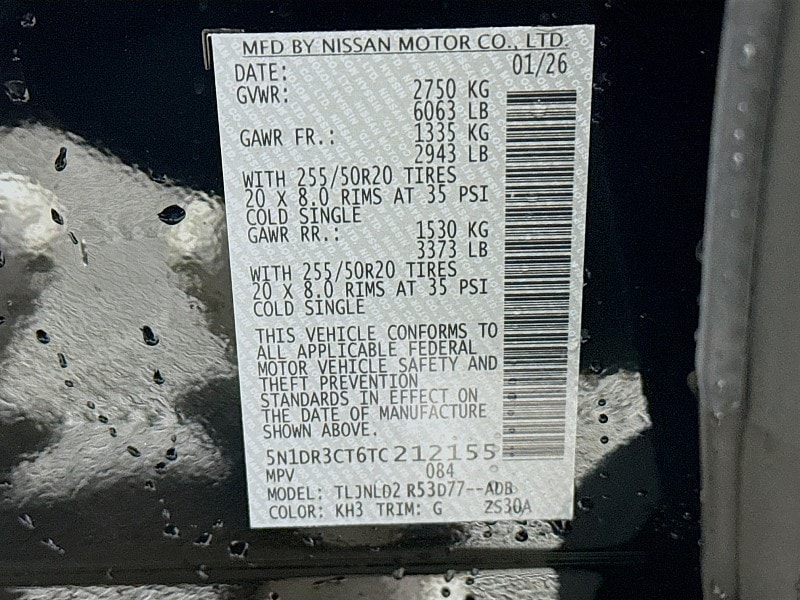 MFD BY NISSAN MOTOR CO., LTD.
DATE: 01/26
GVWR: 2750 KG
6063 LB
GAWR FR.: 1335 KG
2943 LB
WITH 255/50R20 TIRES
20 X 8.0 RIMS AT 35 PSI
COLD SINGLE
GAWR RR.: 1530 KG
3373 LB
WITH 255/50R20 TIRES
20 X 8.0 RIMS AT 35 PSI
COLD SINGLE
THIS VEHICLE CONFORMS TO
ALL APPLICABLE FEDERAL
MOTOR VEHICLE SAFETY AND
THEFT PREVENTION
STANDARDS IN EFFECT ON
THE DATE OF MANUFACTURE
SHOWN ABOVE.
5N1DR3CT6TC212155
MPV 084
MODEL: TLJNL02 R53D77--ADB
COLOR: KH3 TRIM: G ZS30A